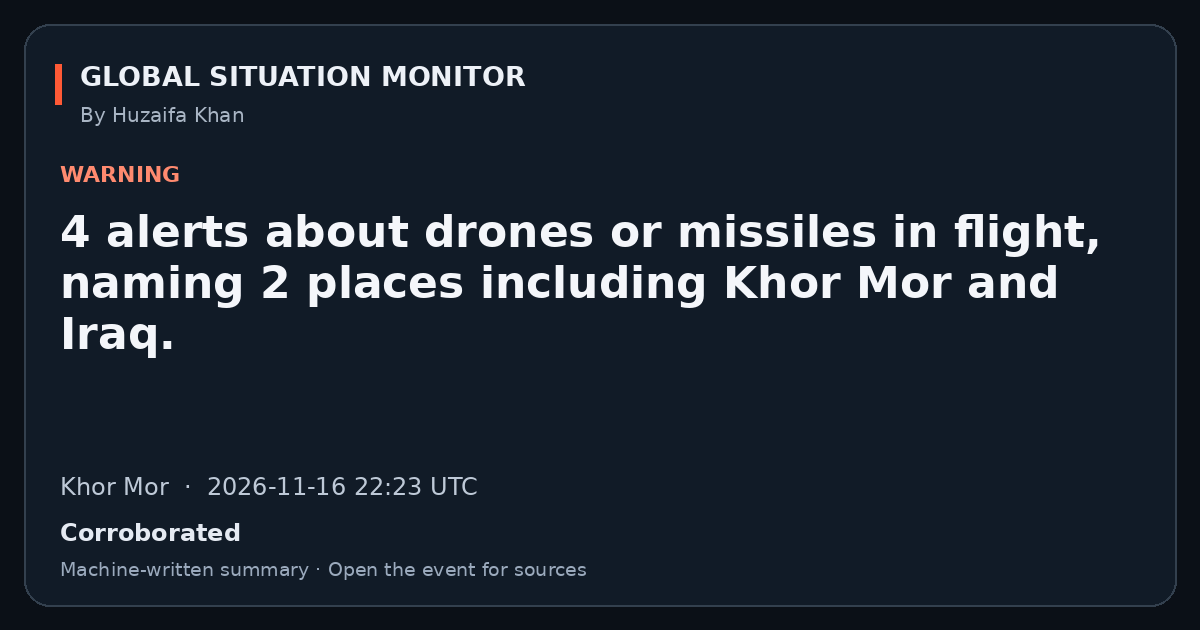 GLOBAL SITUATION MONITOR
By Huzaifa Khan
WARNING
4 alerts about drones or missiles in flight,
naming 2 places including Khor Mor and
Iraq.
Khor Mor · 2026-11-16 22:23 UTC
Corroborated
Machine-written summary · Open the event for sources